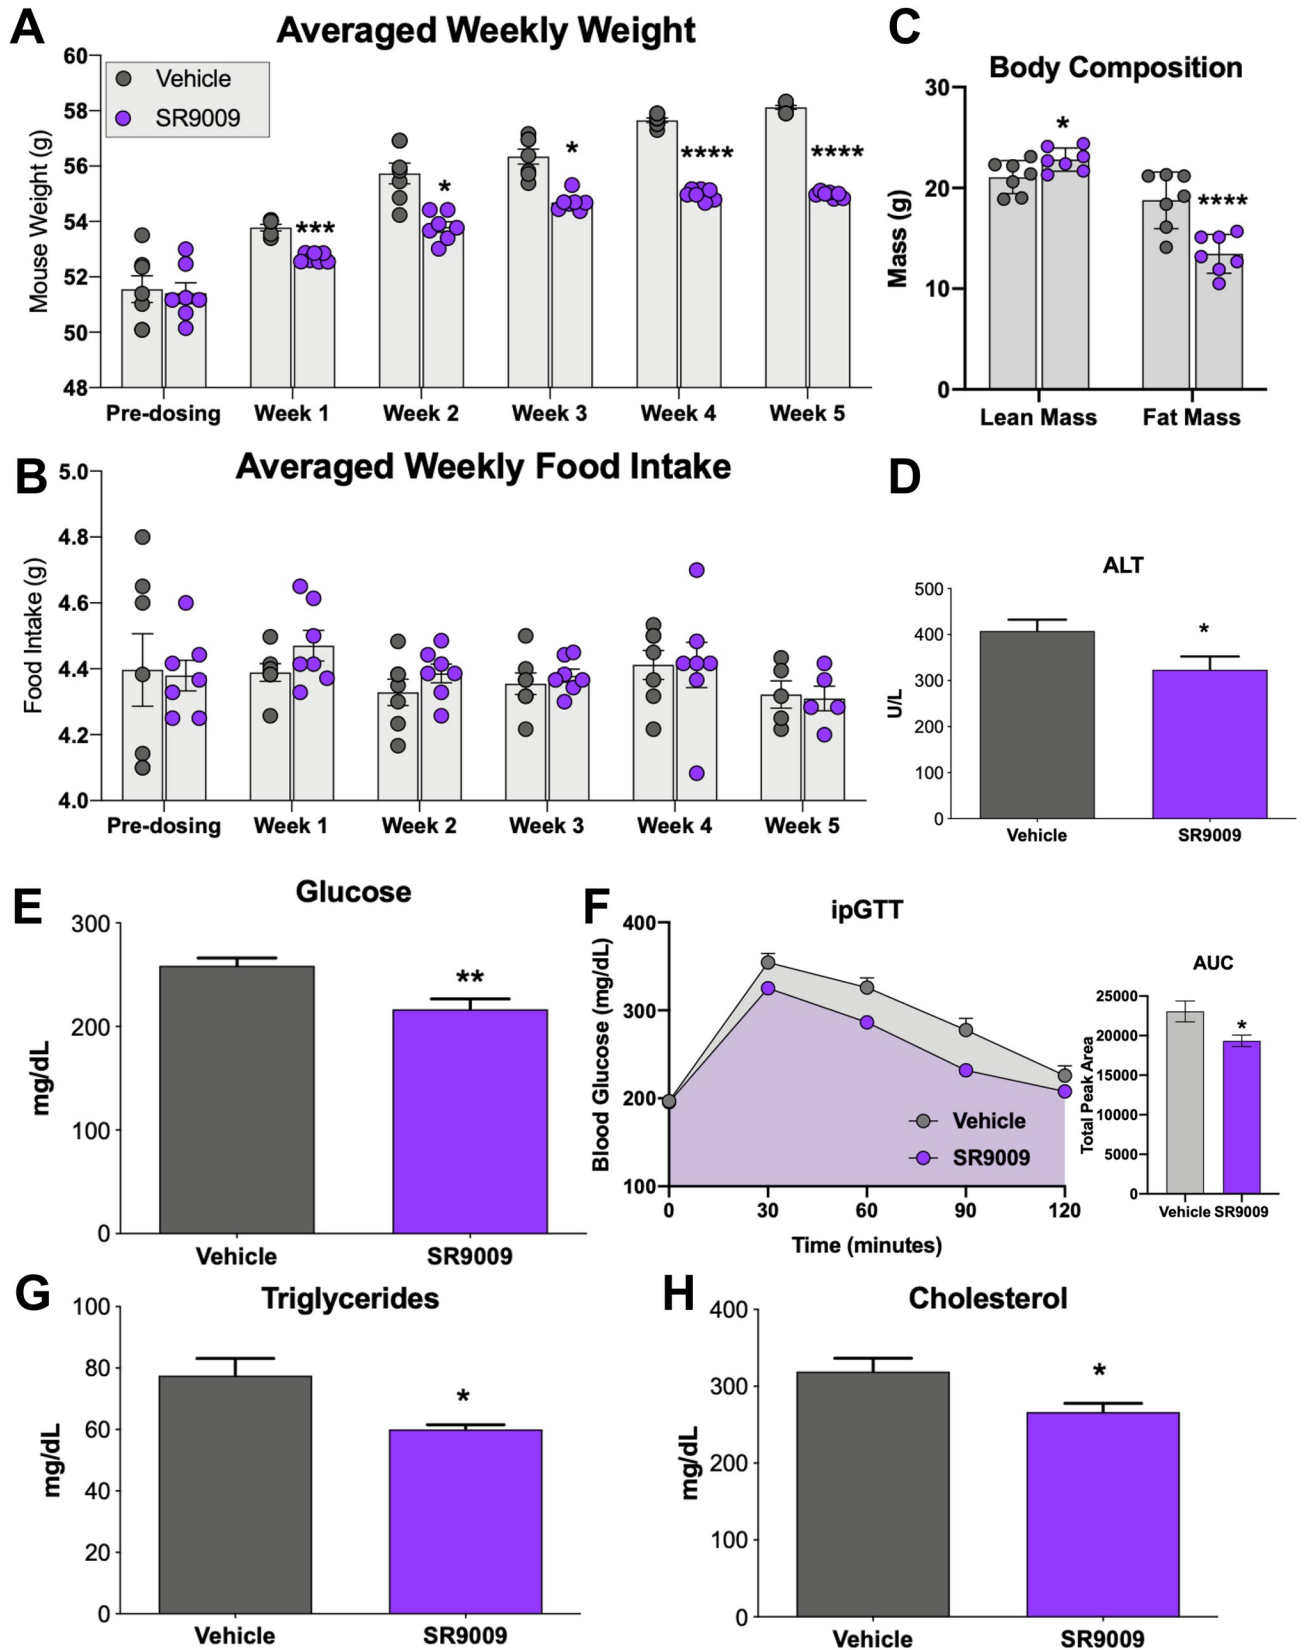 A
Averaged Weekly Weight
Mouse Weight (g)
60
58
56
54
52
50
48
Vehicle
SR9009
***
*
*
****
****
Pre-dosing Week 1 Week 2 Week 3 Week 4 Week 5
C
Body Composition
Mass (g)
30
20
10
0
*
****
Lean Mass Fat Mass
B
Averaged Weekly Food Intake
Food Intake (g)
5.0
4.8
4.6
4.4
4.2
4.0
Pre-dosing Week 1 Week 2 Week 3 Week 4 Week 5
D
ALT
U/L
500
400
300
200
100
0
*
Vehicle SR9009
E
Glucose
mg/dL
300
200
100
0
**
Vehicle SR9009
F
ipGTT
Blood Glucose (mg/dL)
400
300
200
100
Vehicle
SR9009
0 30 60 90 120
Time (minutes)
AUC
Total Peak Area
25000
20000
15000
10000
5000
0
*
Vehicle SR9009
G
Triglycerides
mg/dL
100
80
60
40
20
0
*
Vehicle SR9009
H
Cholesterol
mg/dL
400
300
200
100
0
*
Vehicle SR9009